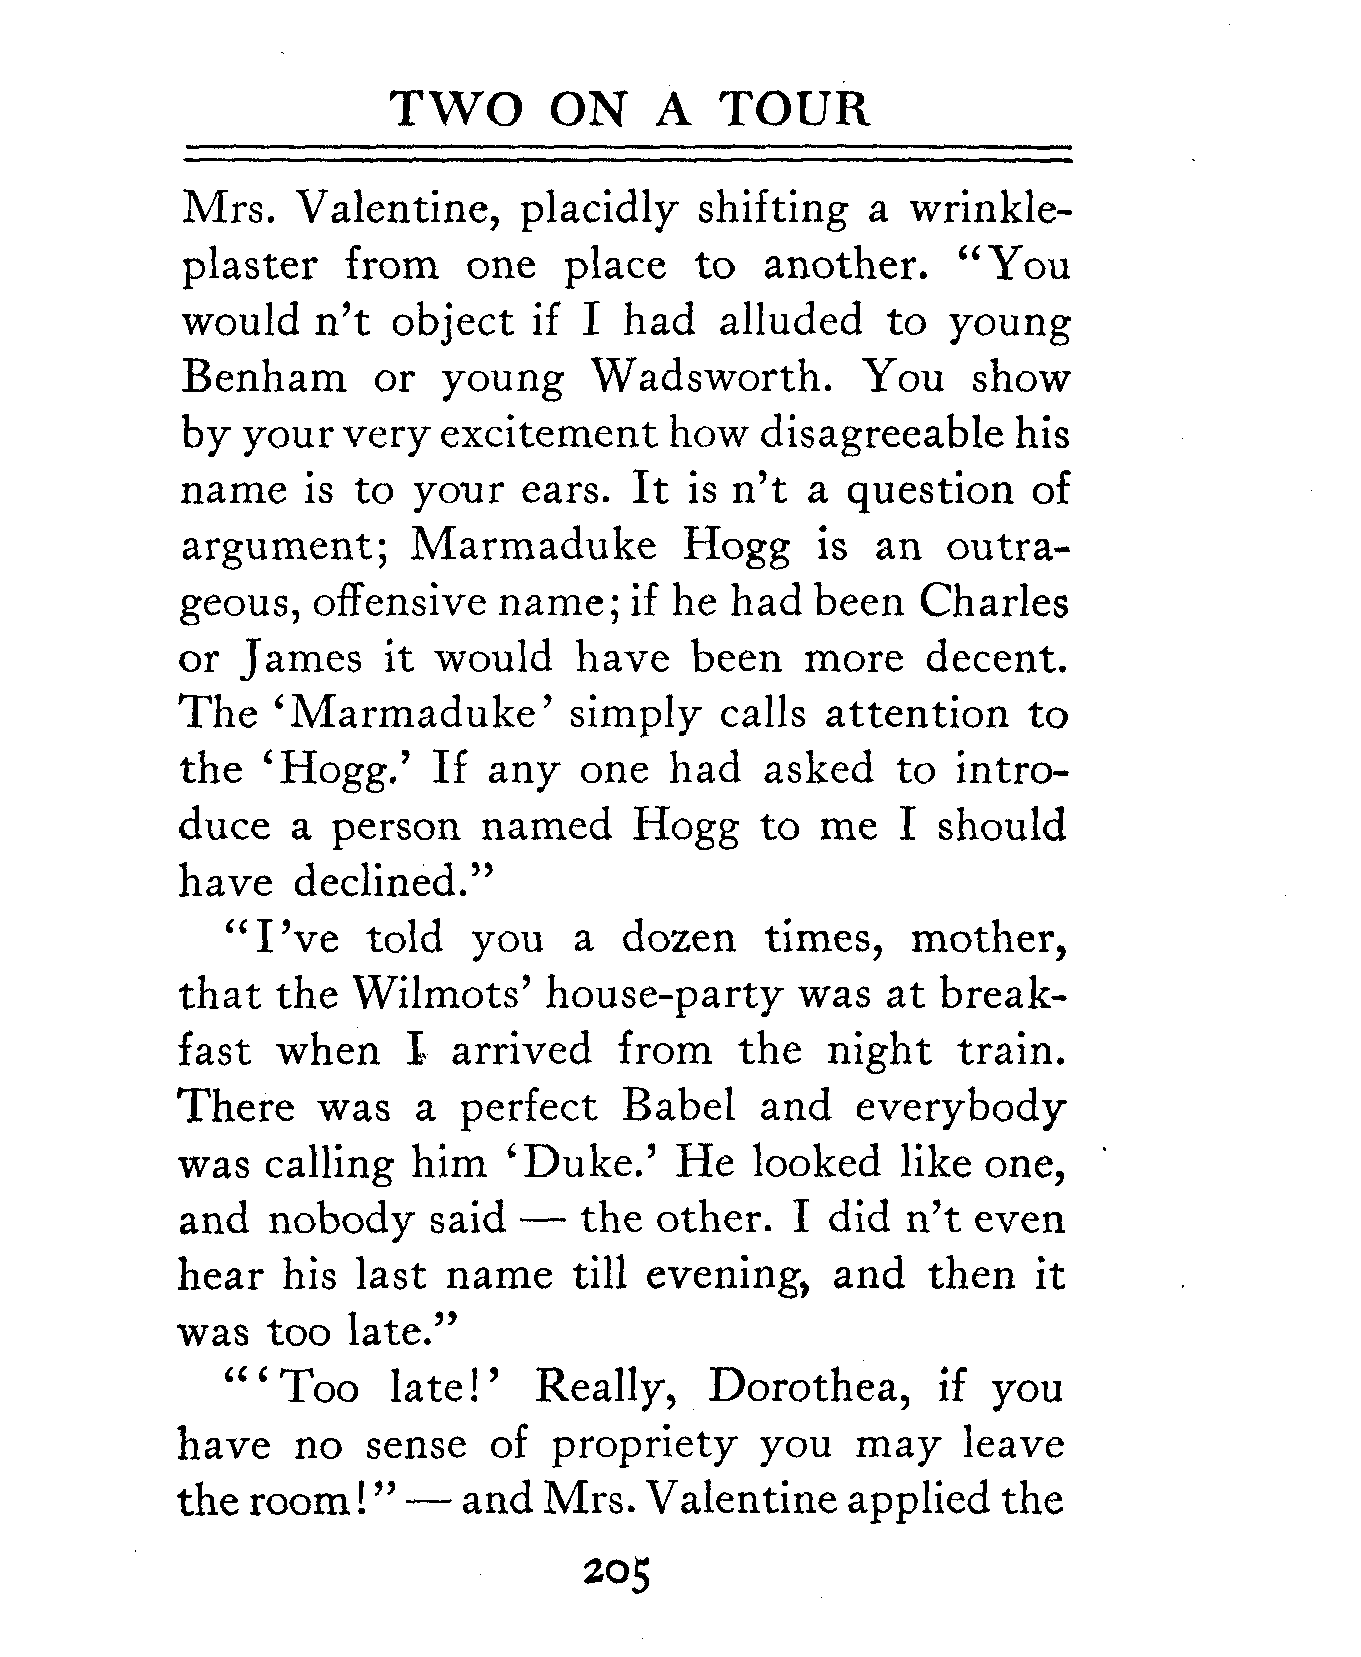 TWO ON A TOUR
Mrs. Valentine, placidly shifting a wrinkle-
plaster from one place to another. "You
would n't object if I had alluded to young
Benham or young Wadsworth. You show
by your very excitement how disagreeable his
name is to your ears. It is n't a question of
argument; Marmaduke Hogg is an outra-
geous, offensive name; if he had been Charles
or James it would have been more decent.
The 'Marmaduke' simply calls attention to
the 'Hogg.' If any one had asked to intro-
duce a person named Hogg to me I should
have declined."
"I've told you a dozen times, mother,
that the Wilmots' house-party was at break-
fast when I arrived from the night train.
There was a perfect Babel and everybody
was calling him 'Duke.' He looked like one,
and nobody said — the other. I did n't even
hear his last name till evening, and then it
was too late."
"'Too late!' Really, Dorothea, if you
have no sense of propriety you may leave
the room!" — and Mrs. Valentine applied the
205